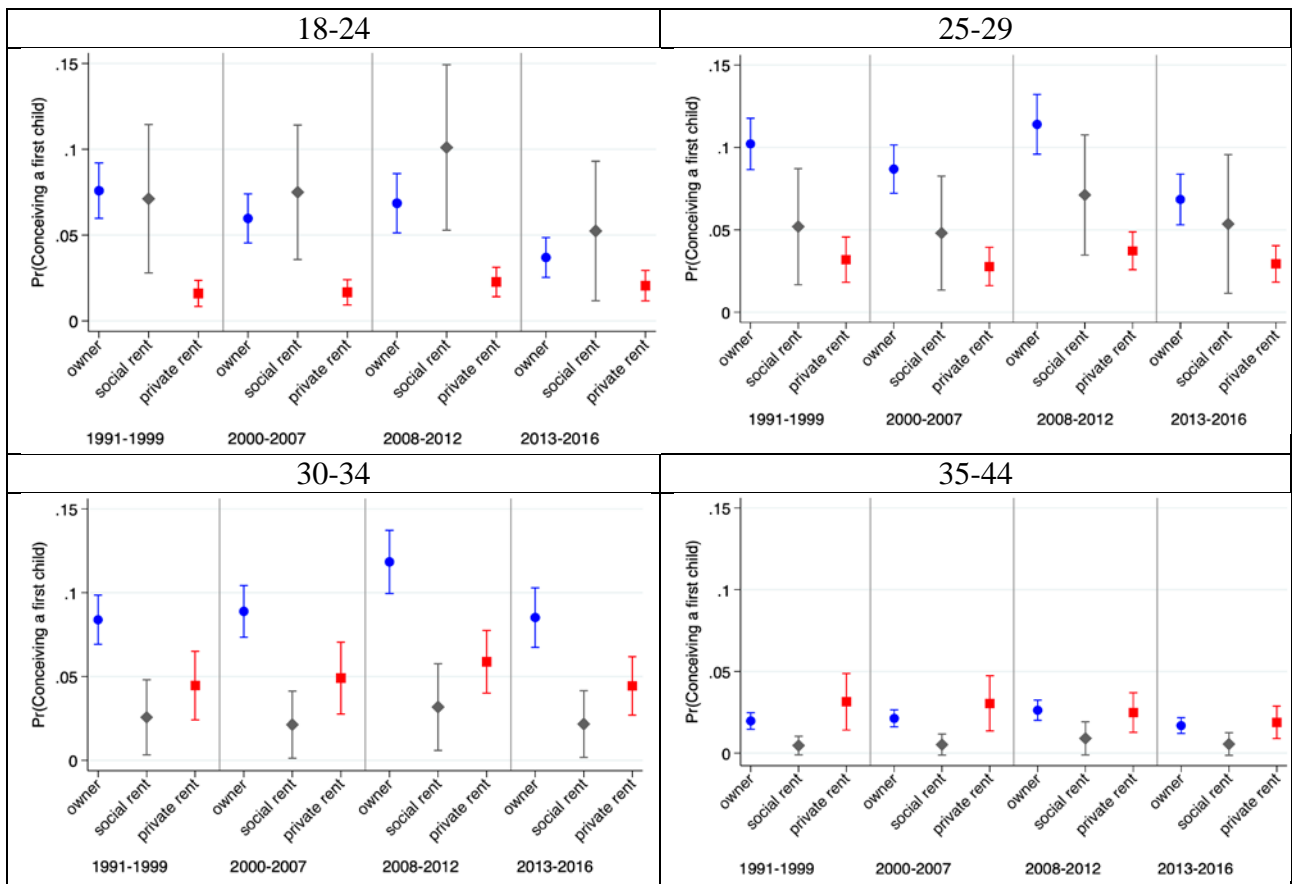 18-24
Pr(Conceiving a first child)
.15
.1
.05
0
owner
social rent
private rent
owner
social rent
private rent
owner
social rent
private rent
owner
social rent
private rent
1991-1999 2000-2007 2008-2012 2013-2016
25-29
Pr(Conceiving a first child)
.15
.1
.05
0
owner
social rent
private rent
owner
social rent
private rent
owner
social rent
private rent
owner
social rent
private rent
1991-1999 2000-2007 2008-2012 2013-2016
30-34
Pr(Conceiving a first child)
.15
.1
.05
0
owner
social rent
private rent
owner
social rent
private rent
owner
social rent
private rent
owner
social rent
private rent
1991-1999 2000-2007 2008-2012 2013-2016
35-44
Pr(Conceiving a first child)
.15
.1
.05
0
owner
social rent
private rent
owner
social rent
private rent
owner
social rent
private rent
owner
social rent
private rent
1991-1999 2000-2007 2008-2012 2013-2016